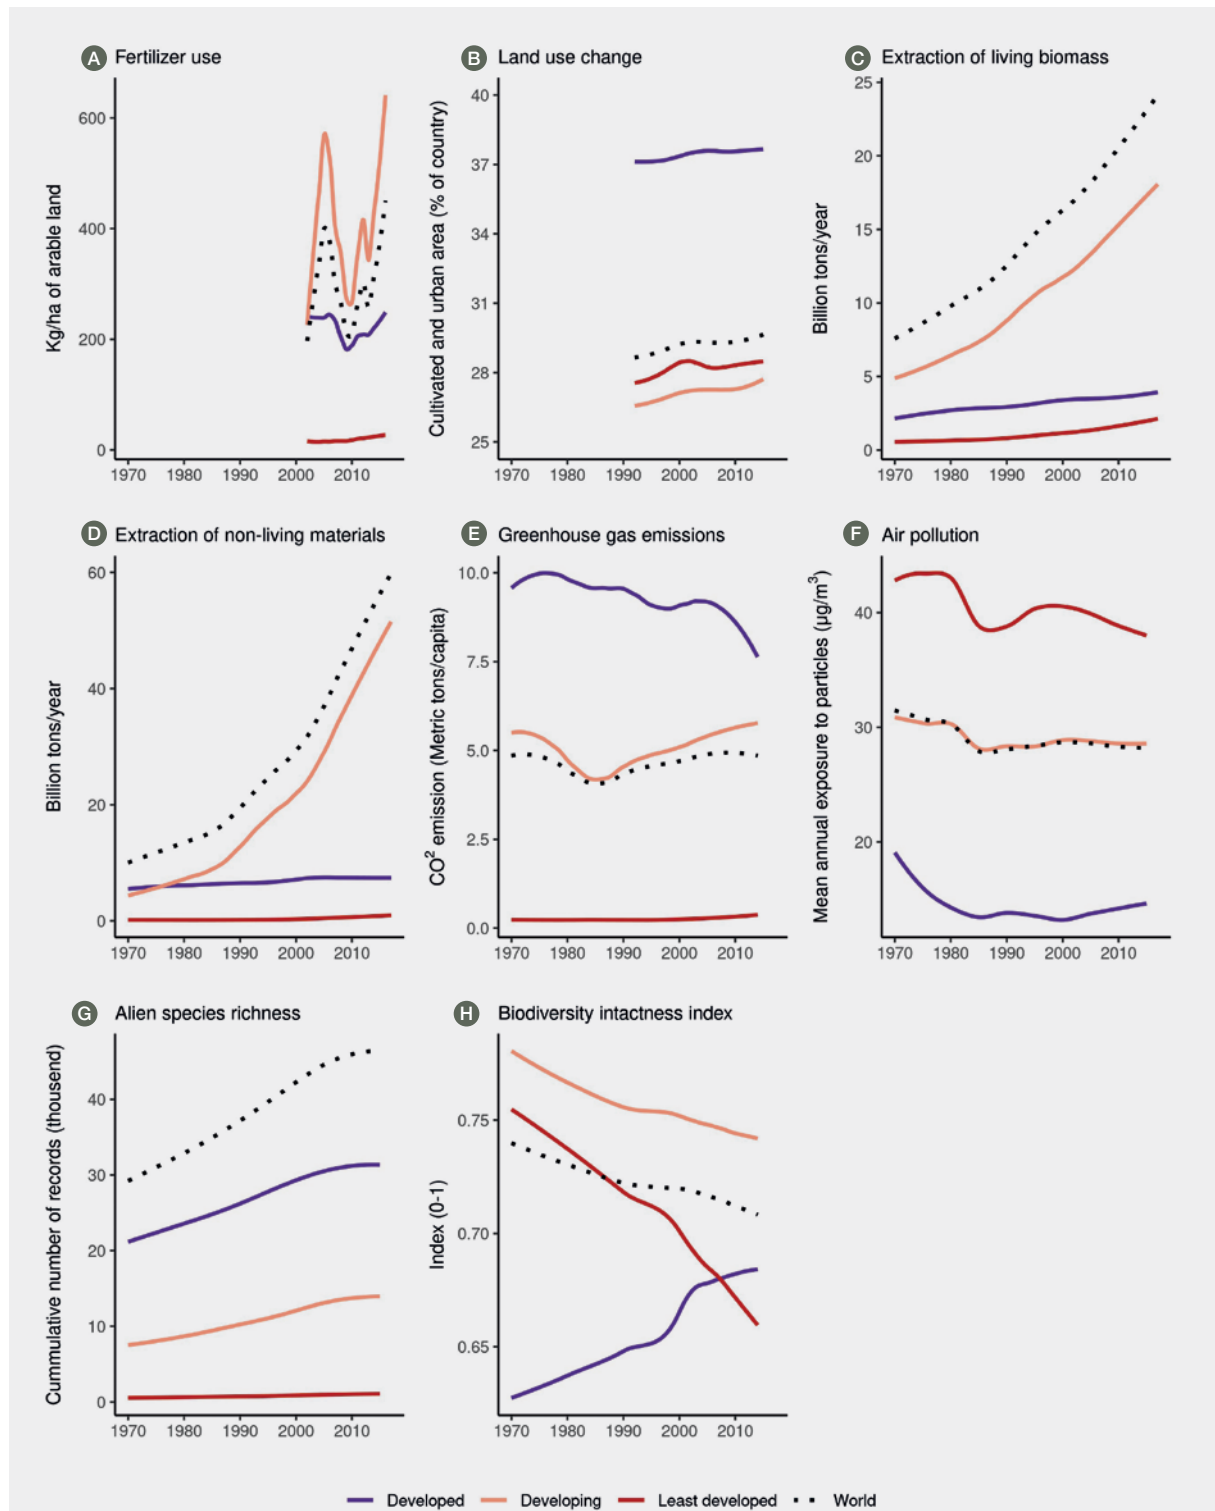 A Fertilizer use
Kg/ha of arable land
600
400
200
0
1970 1980 1990 2000 2010
B Land use change
Cultivated and urban area (% of country)
40
37
34
31
28
25
1970 1980 1990 2000 2010
C Extraction of living biomass
Billion tons/year
25
20
15
10
5
0
1970 1980 1990 2000 2010
D Extraction of non-living materials
Billion tons/year
60
40
20
0
1970 1980 1990 2000 2010
E Greenhouse gas emissions
CO² emission (Metric tons/capita)
10.0
7.5
5.0
2.5
0.0
1970 1980 1990 2000 2010
F Air pollution
Mean annual exposure to particles (µg/m³)
40
30
20
1970 1980 1990 2000 2010
G Alien species richness
Cummulative number of records (thousend)
40
30
20
10
0
1970 1980 1990 2000 2010
H Biodiversity intactness index
Index (0-1)
0.75
0.70
0.65
1970 1980 1990 2000 2010
Developed Developing Least developed World